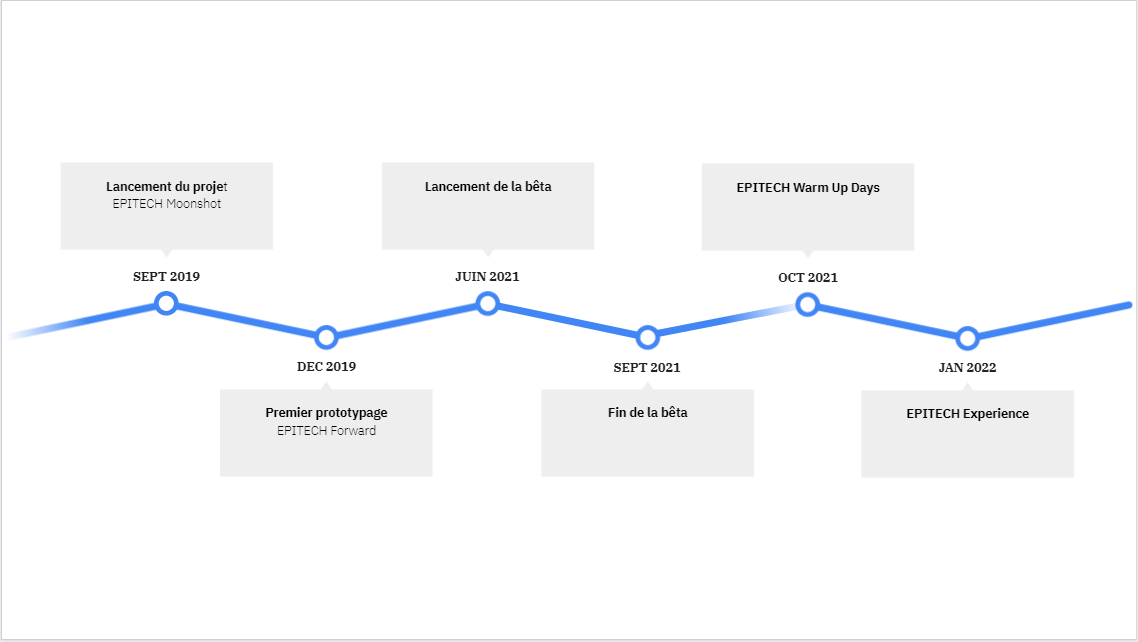 Lancement du projet
EPITECH Moonshot
SEPT 2019
DEC 2019
Premier prototypage
EPITECH Forward
Lancement de la bêta
JUIN 2021
SEPT 2021
Fin de la bêta
EPITECH Warm Up Days
OCT 2021
JAN 2022
EPITECH Experience